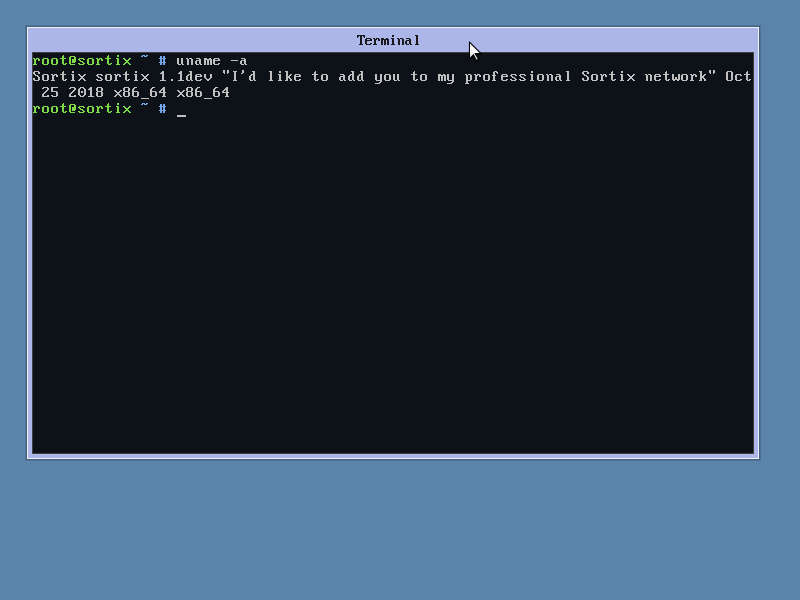 Terminal
root@sortix ~ # uname -a
Sortix sortix 1.1dev "I'd like to add you to my professional Sortix network" Oct
 25 2018 x86_64 x86_64
root@sortix ~ # _